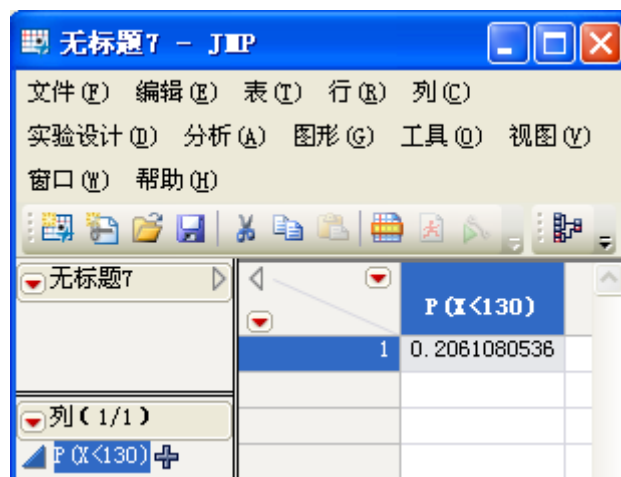 无标题7 - JMP
文件(F) 编辑(E) 表(T) 行(R) 列(C)
实验设计(D) 分析(A) 图形(G) 工具(O) 视图(V)
窗口(W) 帮助(H)
无标题7
P(X<130)
1 0.2061080536
列(1/1)
P(X<130)